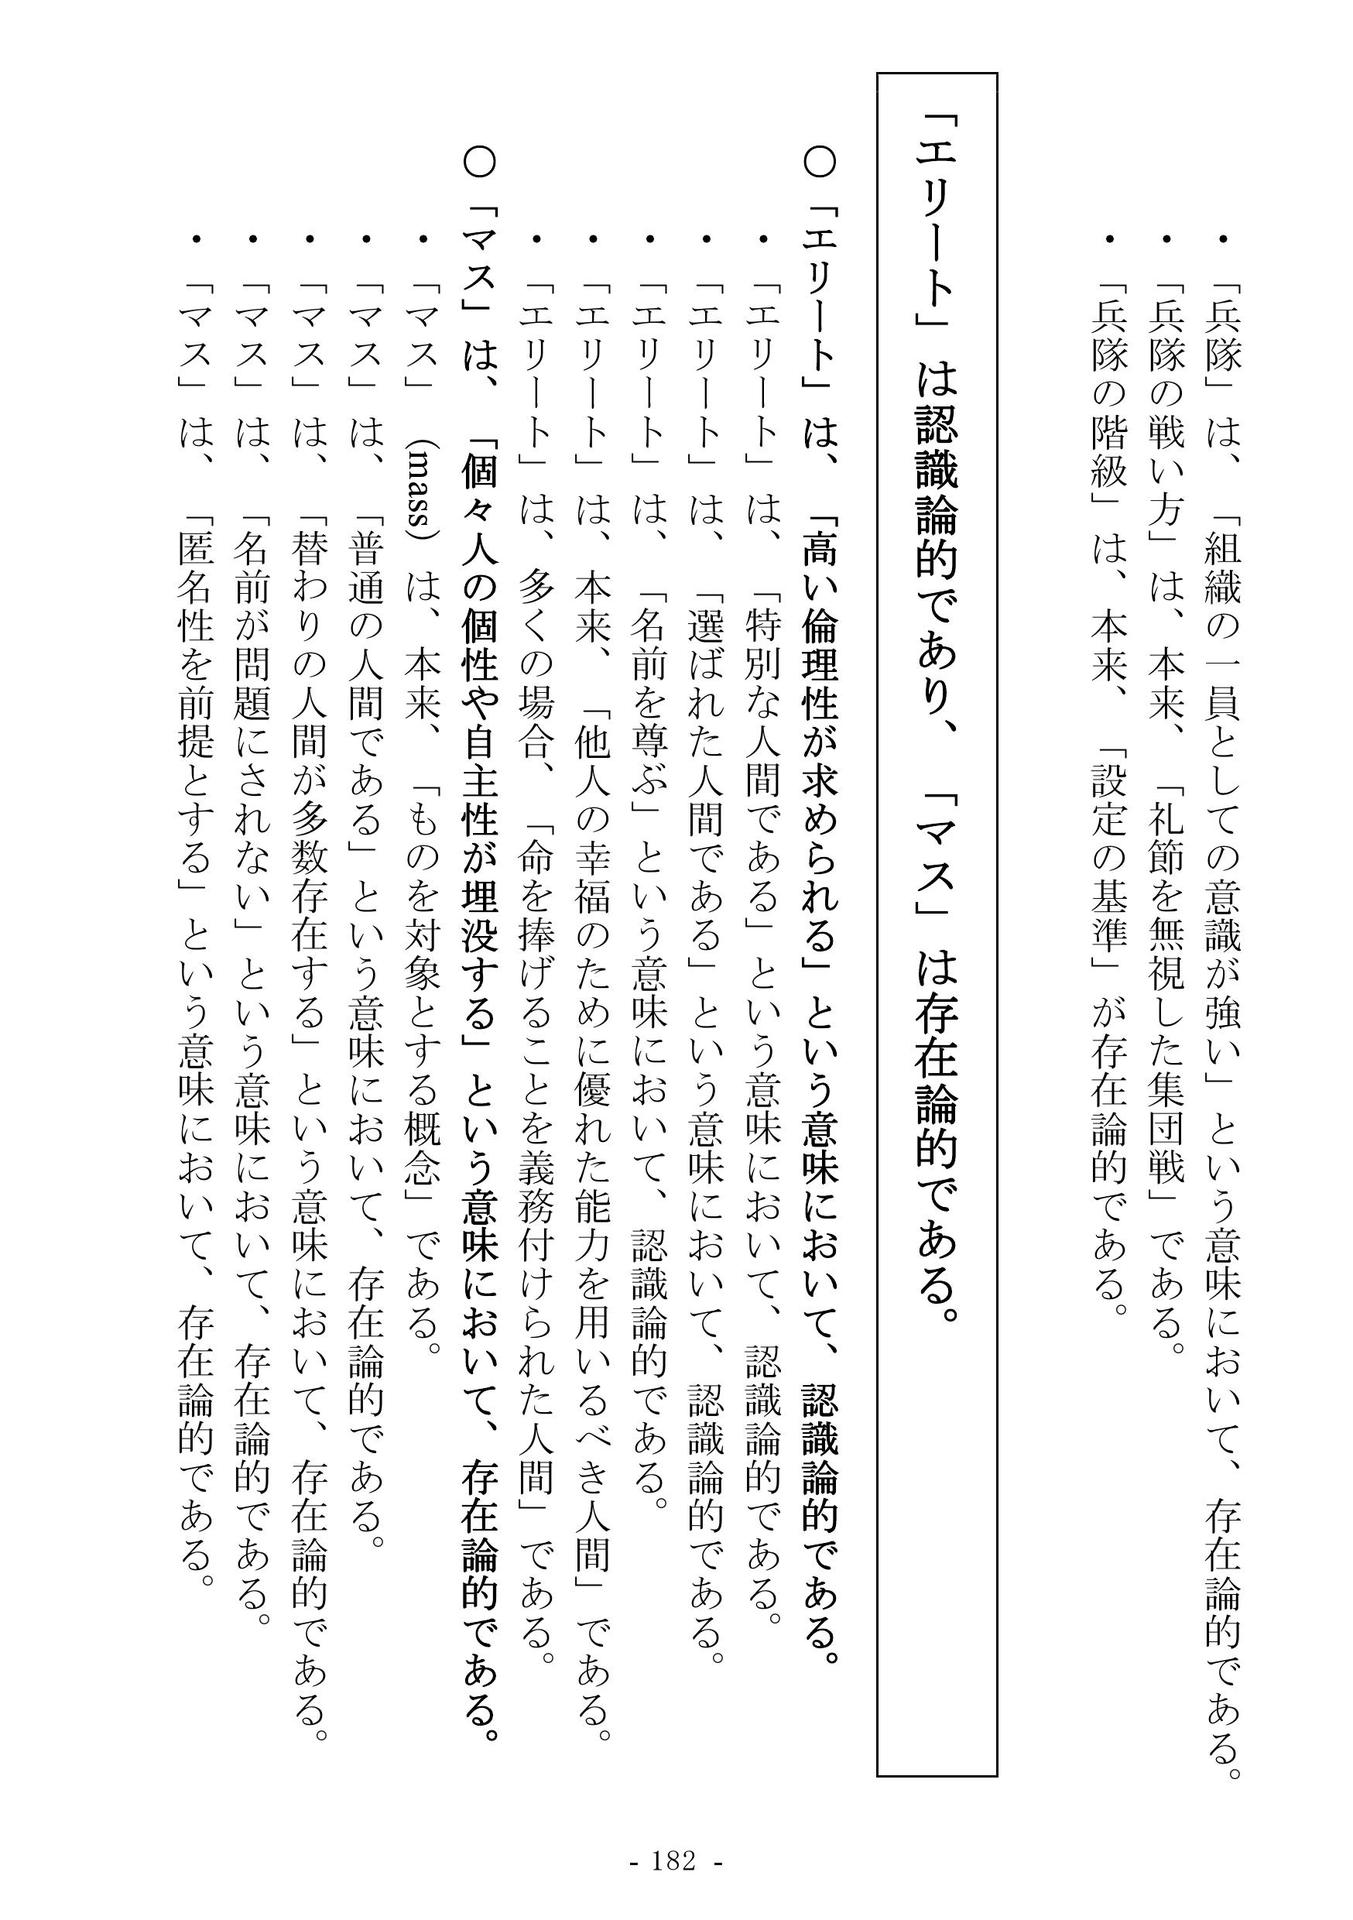 ・「兵隊」は、「組織の一員としての意識が強い」という意味において、存在論的である。
・「兵隊の戦い方」は、本来、「礼節を無視した集団戦」である。
・「兵隊の階級」は、本来、「設定の基準」が存在論的である。
「エリート」は認識論的であり、「マス」は存在論的である。
○「エリート」は、「高い倫理性が求められる」という意味において、認識論的である。
・「エリート」は、「特別な人間である」という意味において、認識論的である。
・「エリート」は、「選ばれた人間である」という意味において、認識論的である。
・「エリート」は、「名前を尊ぶ」という意味において、認識論的である。
・「エリート」は、本来、「他人の幸福のために優れた能力を用いるべき人間」である。
・「エリート」は、多くの場合、「命を捧げることを義務付けられた人間」である。
○「マス」は、「個々人の個性や自主性が埋没する」という意味において、存在論的である。
・「マス」(mass)は、本来、「ものを対象とする概念」である。
・「マス」は、「普通の人間である」という意味において、存在論的である。
・「マス」は、「替わりの人間が多数存在する」という意味において、存在論的である。
・「マス」は、「名前が問題にされない」という意味において、存在論的である。
・「マス」は、「匿名性を前提とする」という意味において、存在論的である。
- 182 -